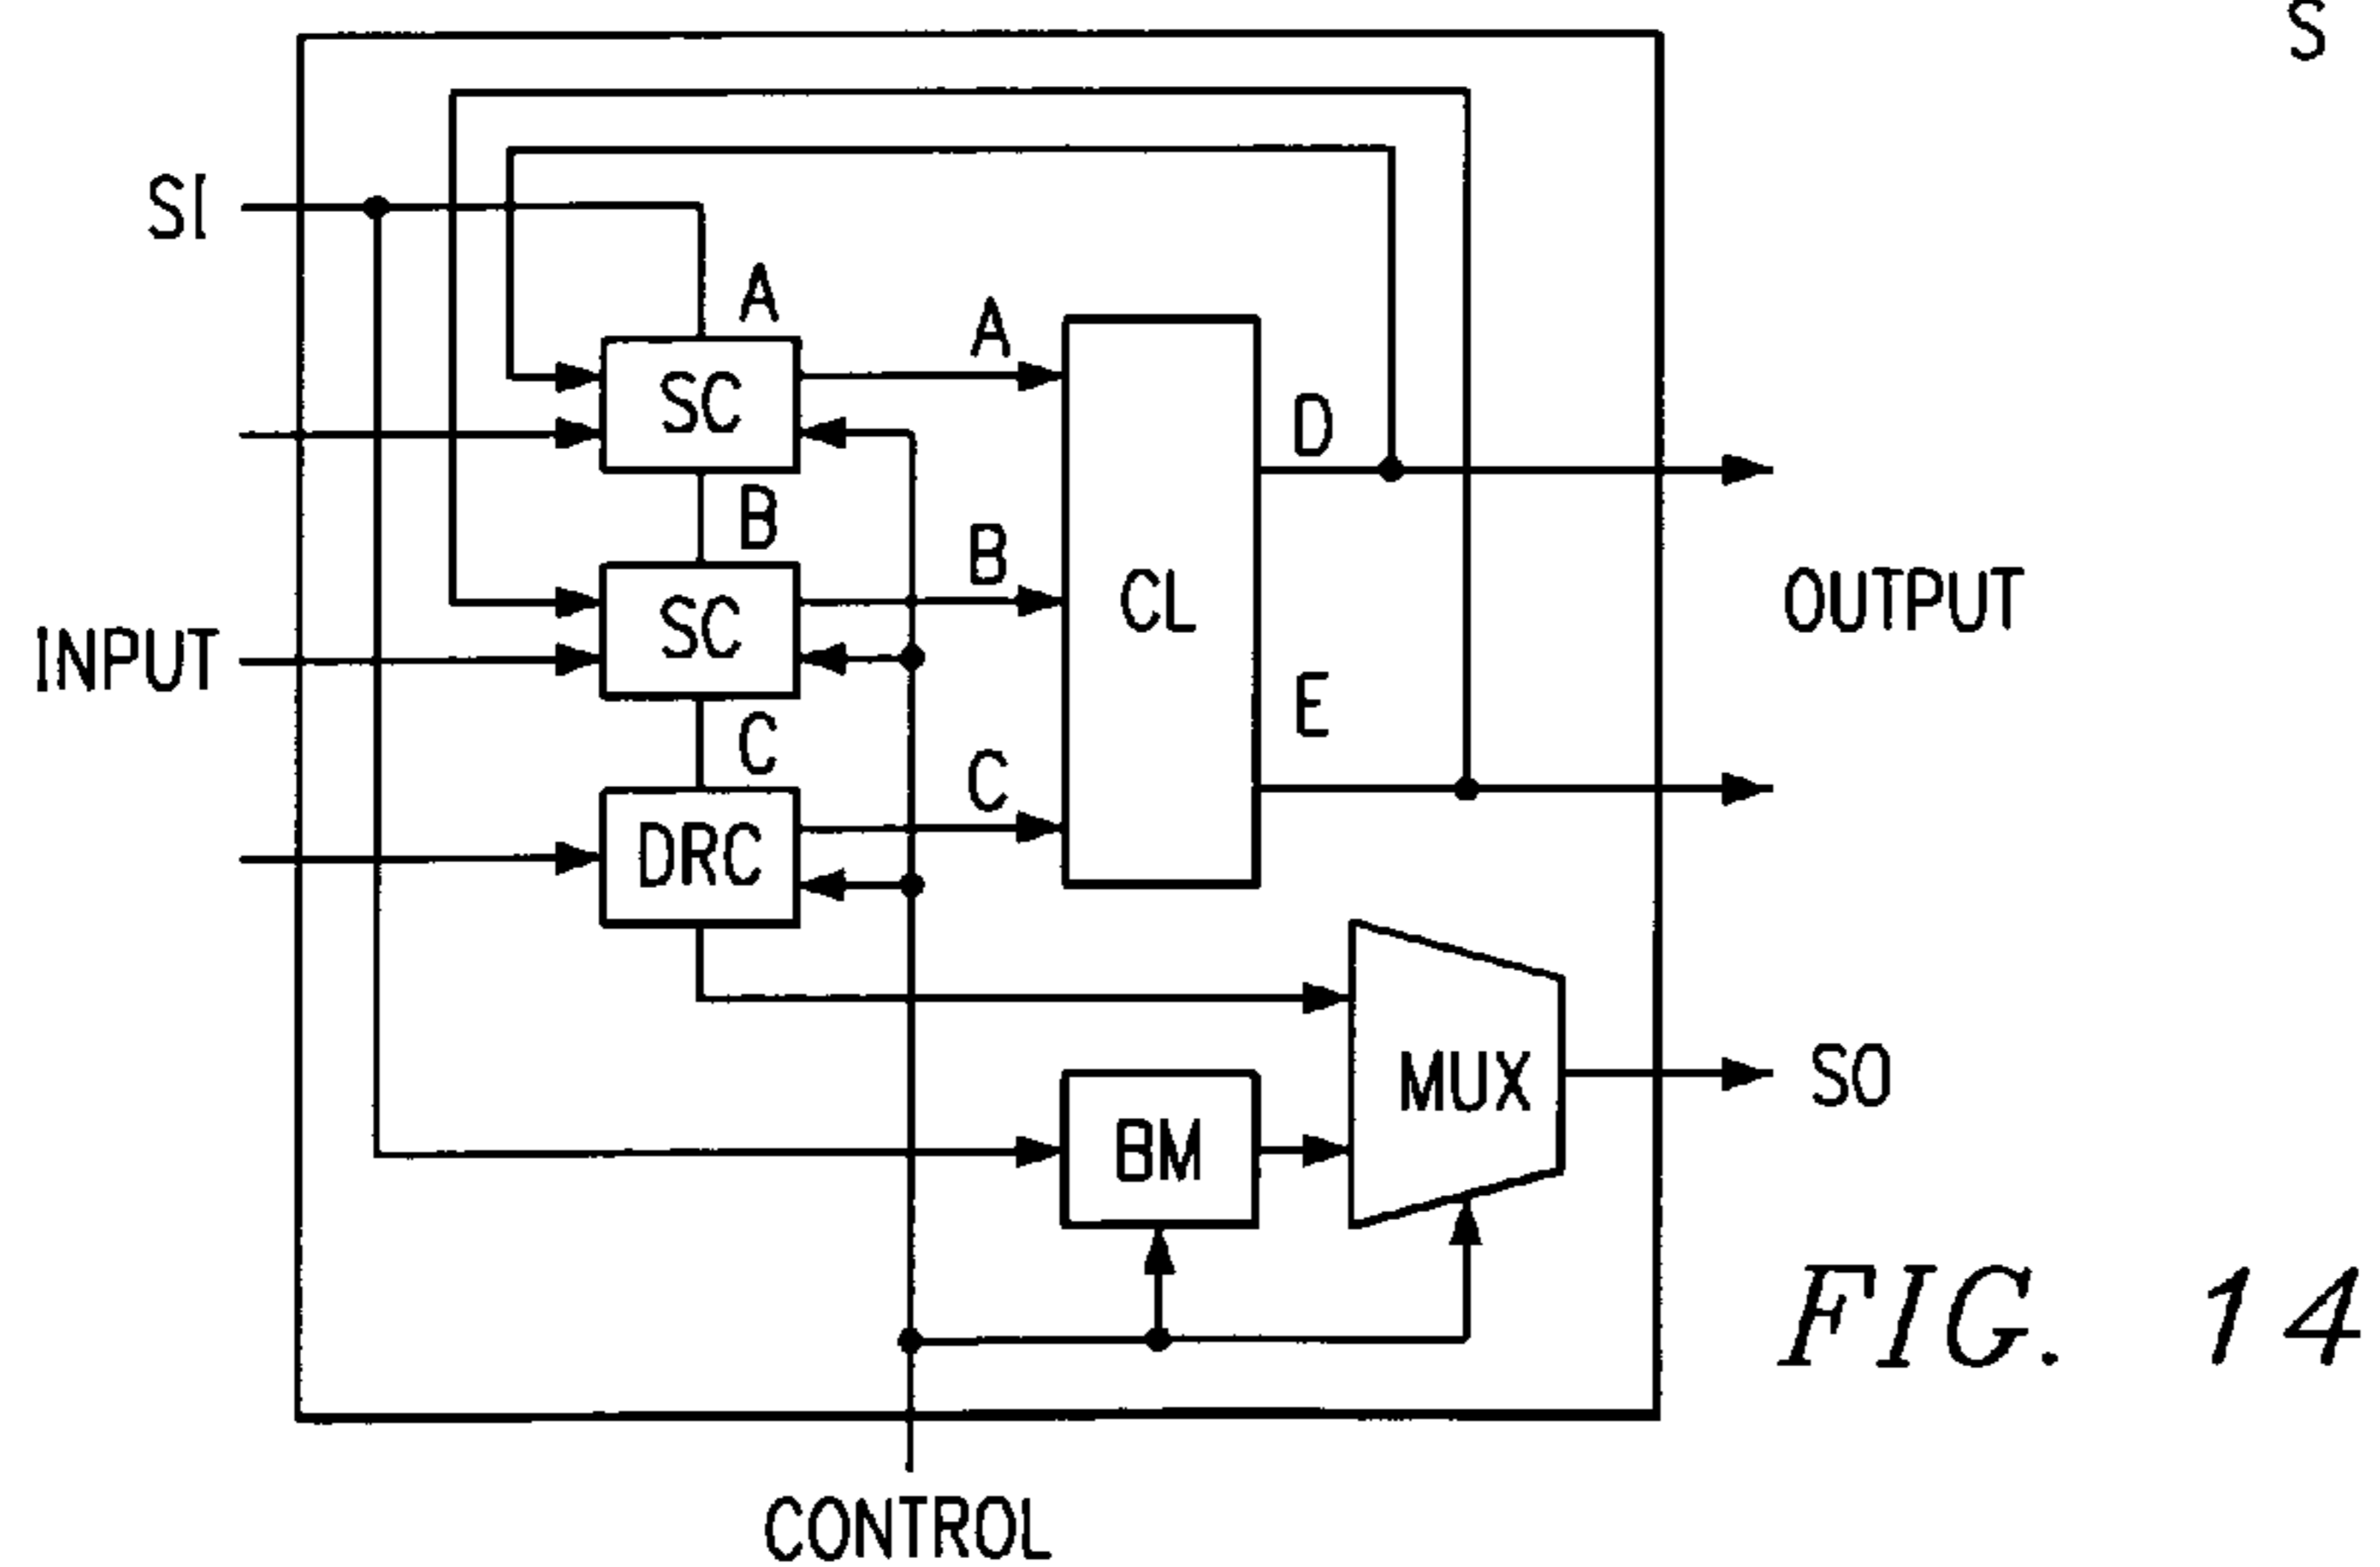 S
SI
A
A
SC
D
B
B
SC
CL
OUTPUT
INPUT
E
C
C
DRC
MUX
SO
BM
FIG. 14
CONTROL